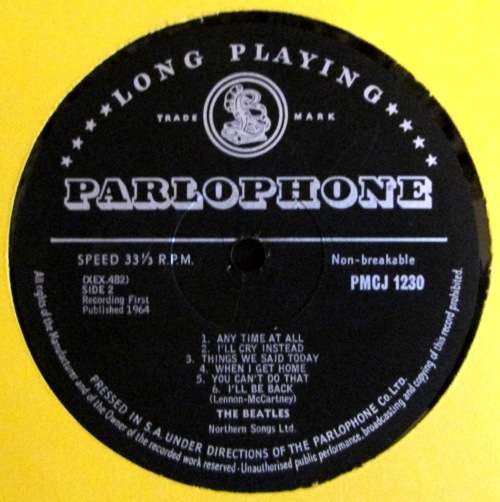 ★★★★★LONG PLAYING★★★★★
TRADE MARK
PARLOPHONE
SPEED 33⅓ R.P.M. Non-breakable
(XEX.482) PMCJ 1230
SIDE 2
Recording First
Published 1964
1. ANY TIME AT ALL
2. I'LL CRY INSTEAD
3. THINGS WE SAID TODAY
4. WHEN I GET HOME
5. YOU CAN'T DO THAT
6. I'LL BE BACK
(Lennon-McCartney)
THE BEATLES
Northern Songs Ltd.
PRESSED IN S.A. UNDER DIRECTIONS OF THE PARLOPHONE Co. LTD.
All rights of the Manufacturer and of the Owner of the recorded work reserved · Unauthorised public performance, broadcasting and copying of this record prohibited.